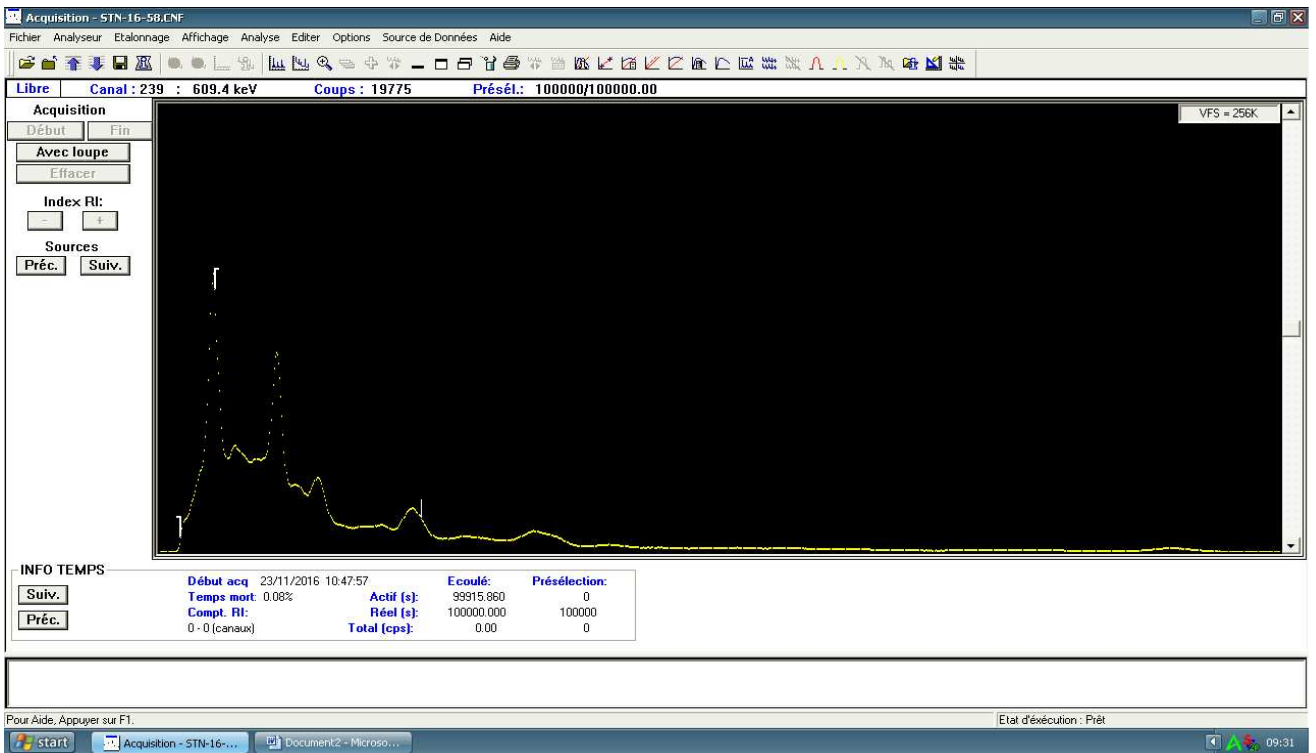 Acquisition - STN-16-58.CNF
Fichier Analyseur Etalonnage Affichage Analyse Editer Options Source de Données Aide
Libre Canal : 239 : 609.4 keV Coups : 19775 Présél.: 100000/100000.00
Acquisition
Début Fin
Avec loupe
Effacer
Index RI:
- +
Sources
Préc. Suiv.
VFS = 256K
INFO TEMPS
Suiv.
Préc.
Début acq 23/11/2016 10:47:57 Ecoulé: Présélection:
Temps mort: 0.08% Actif (s): 99915.860 0
Compt. RI: Réel (s): 100000.000 100000
0 - 0 (canaux) Total (cps): 0.00 0
Pour Aide, Appuyer sur F1. Etat d'éxécution : Prêt
start Acquisition - STN-16-... Document2 - Microso... 09:31